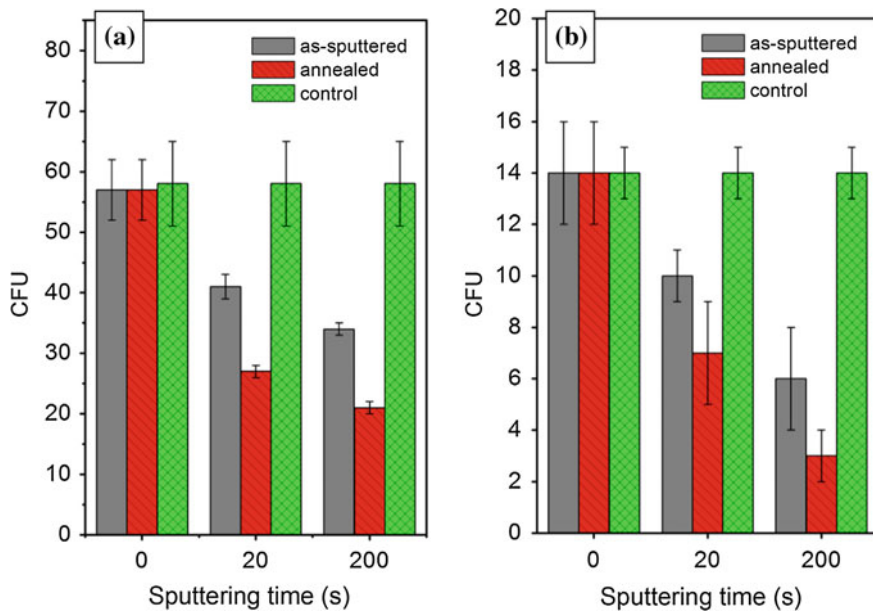 (a)
as-sputtered
annealed
control
80
70
60
50
40
30
20
10
0
CFU
0 20 200
Sputtering time (s)
(b)
as-sputtered
annealed
control
20
18
16
14
12
10
8
6
4
2
0
CFU
0 20 200
Sputtering time (s)